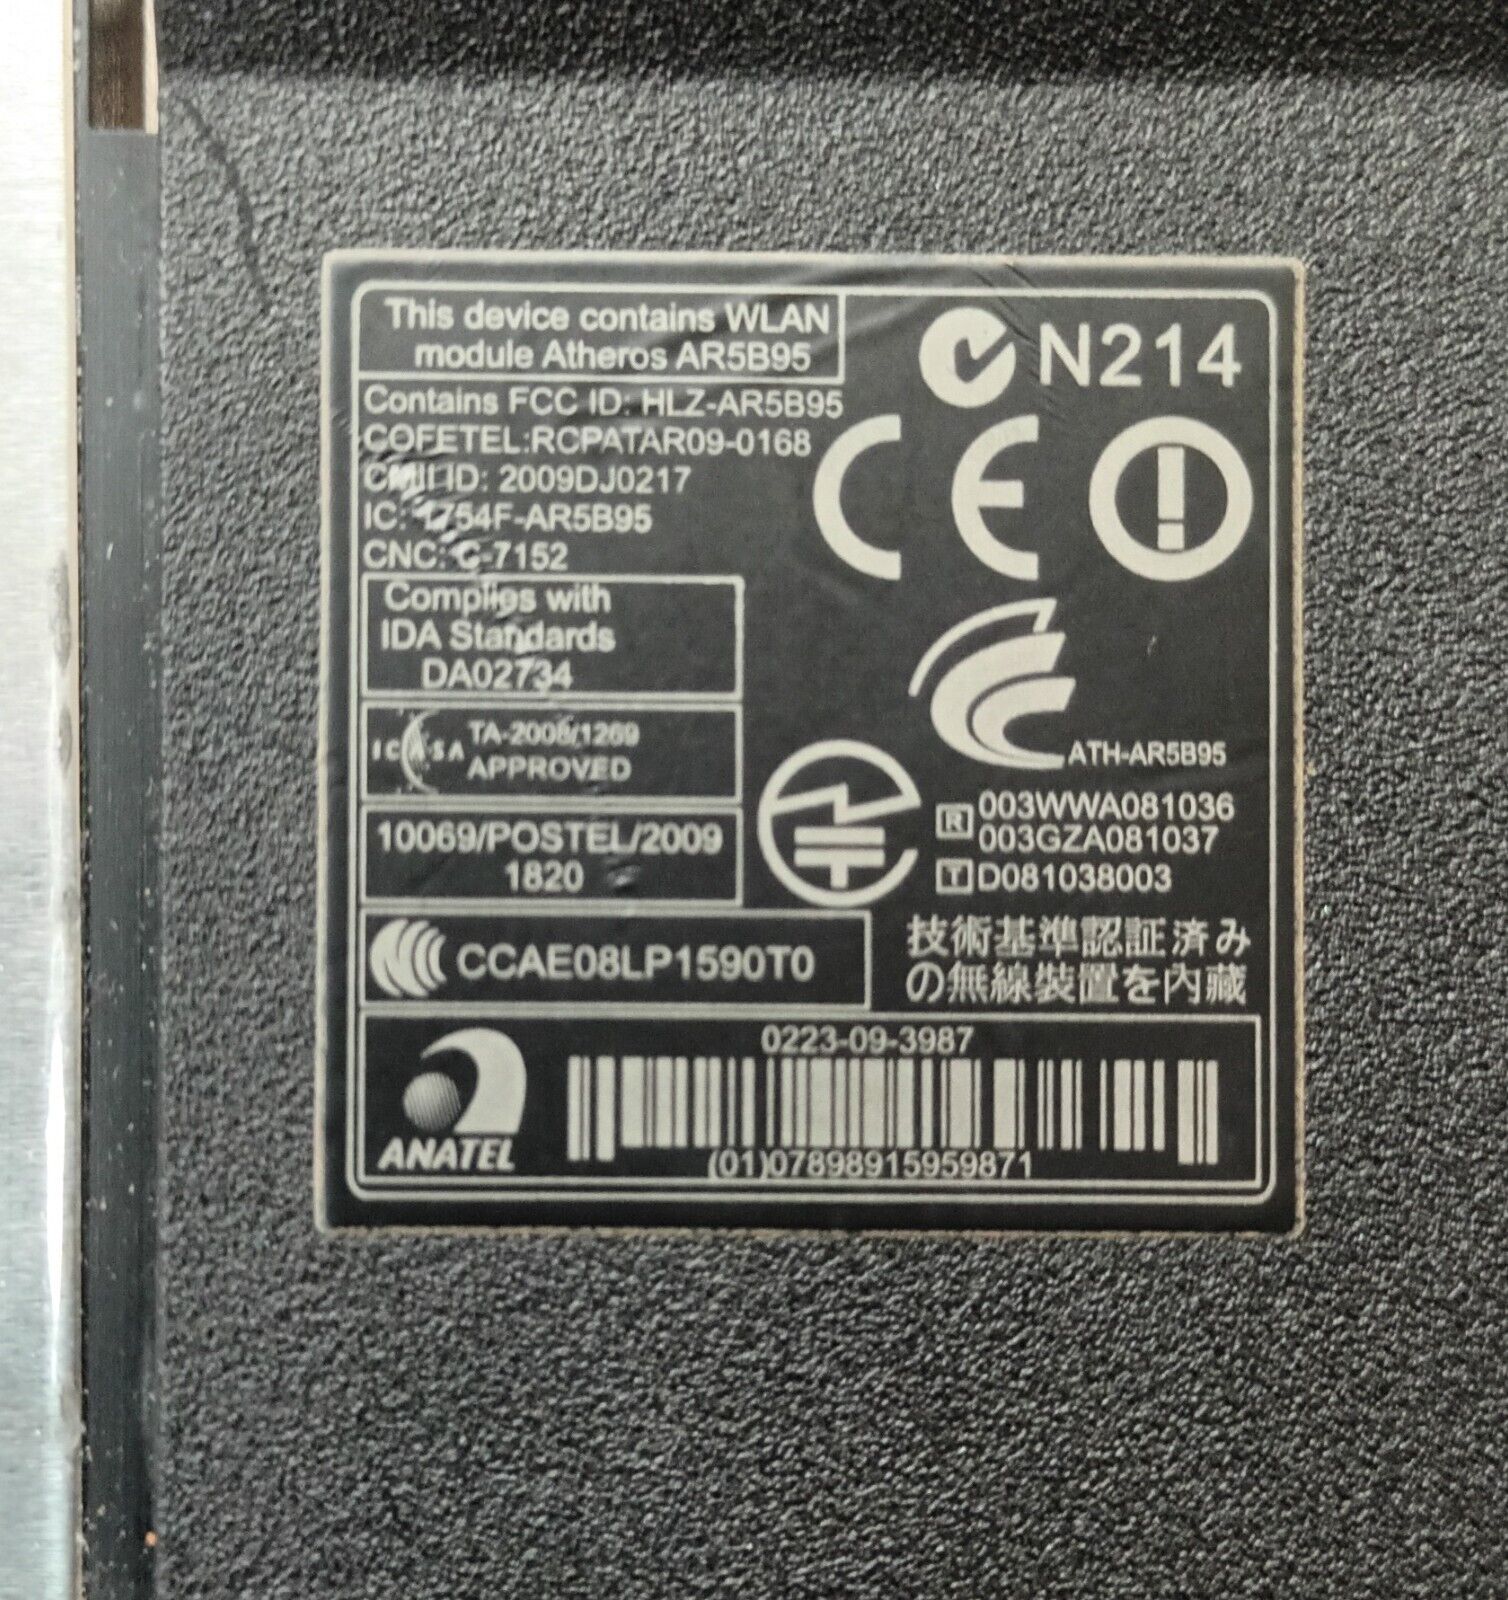 This device contains WLAN
module Atheros AR5B95
N214
Contains FCC ID: HLZ-AR5B95
COFETEL:RCPATAR09-0168
CMIIID: 2009DJ0217
IC: 1754F-AR5B95
CNC: C-7152
CE
Complies with
IDA Standards
DA02734
ICASA TA-2008/1269
APPROVED
ATH-AR5B95
10069/POSTEL/2009
1820
R 003WWA081036
003GZA081037
T D081038003
CCAE08LP1590T0
技術基準認証済み
の無線装置を内蔵
ANATEL
0223-09-3987
(01)07898915959871